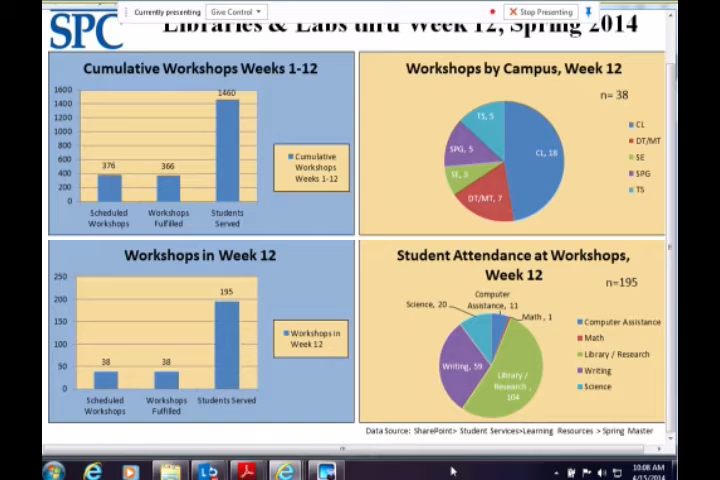 Currently presenting Give Control Stop Presenting
SPC Libraries & Labs thru Week 12, Spring 2014
Cumulative Workshops Weeks 1-12
1600
1400
1200
1000
800
600
400
200
0
376
366
1460
Scheduled Workshops
Workshops Fulfilled
Students Served
Cumulative
Workshops
Weeks 1-12
Workshops by Campus, Week 12
n= 38
TS, 5
SPG, 5
SE, 3
DT/MT, 7
CL, 18
CL
DT/MT
SE
SPG
TS
Workshops in Week 12
250
200
150
100
50
0
38
38
195
Scheduled Workshops
Workshops Fulfilled
Students Served
Workshops in
Week 12
Student Attendance at Workshops,
Week 12
n=195
Computer
Assistance, 11
Science, 20
Math , 1
Writing, 59
Library /
Research ,
104
Computer Assistance
Math
Library / Research
Writing
Science
Data Source: SharePoint> Student Services>Learning Resources > Spring Master
10:08 AM
4/15/2014